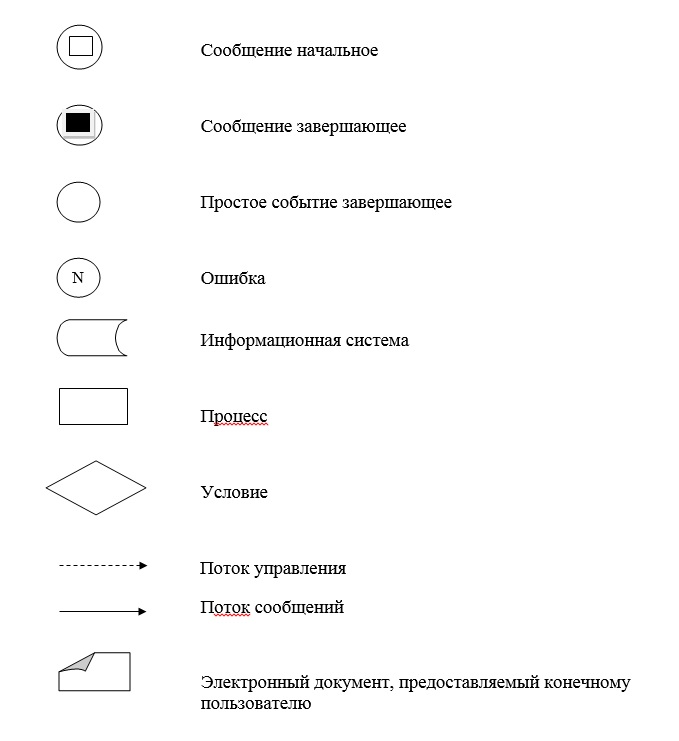 Сообщение начальное
Сообщение завершающее
Простое событие завершающее
N
Ошибка
Информационная система
Процесс
Условие
Поток управления
Поток сообщений
Электронный документ, предоставляемый конечному
пользователю